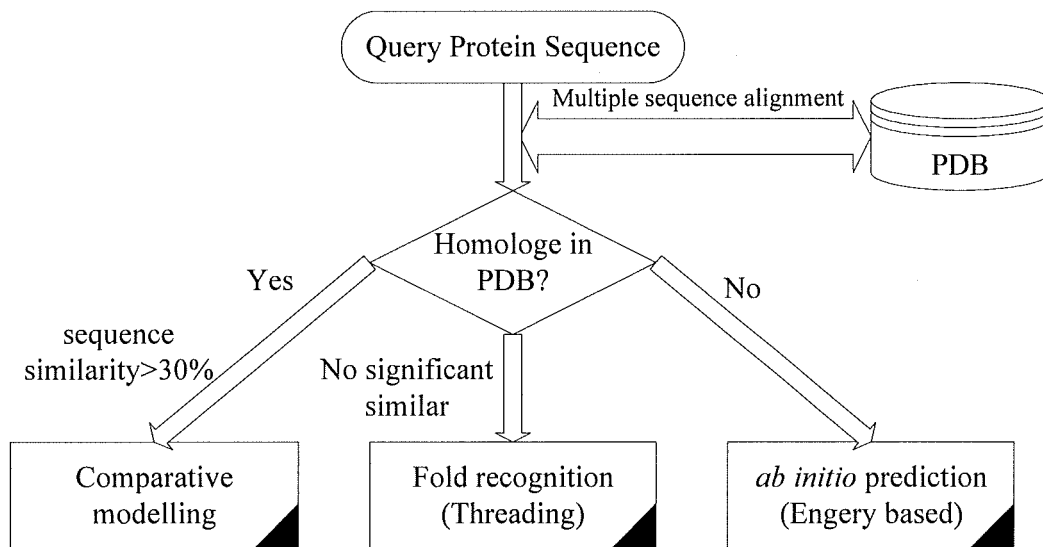 Query Protein Sequence
Multiple sequence alignment
PDB
Homologe in
PDB?
Yes
No
sequence
similarity>30%
No significant
similar
Comparative
modelling
Fold recognition
(Threading)
ab initio prediction
(Engery based)